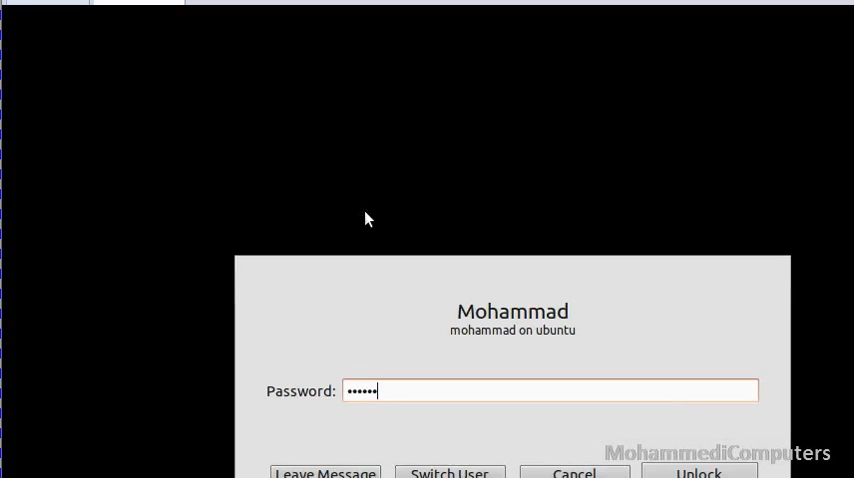 Mohammad
mohammad on ubuntu
Password: ••••••
MohammediComputers
Leave Message Switch User Cancel Unlock